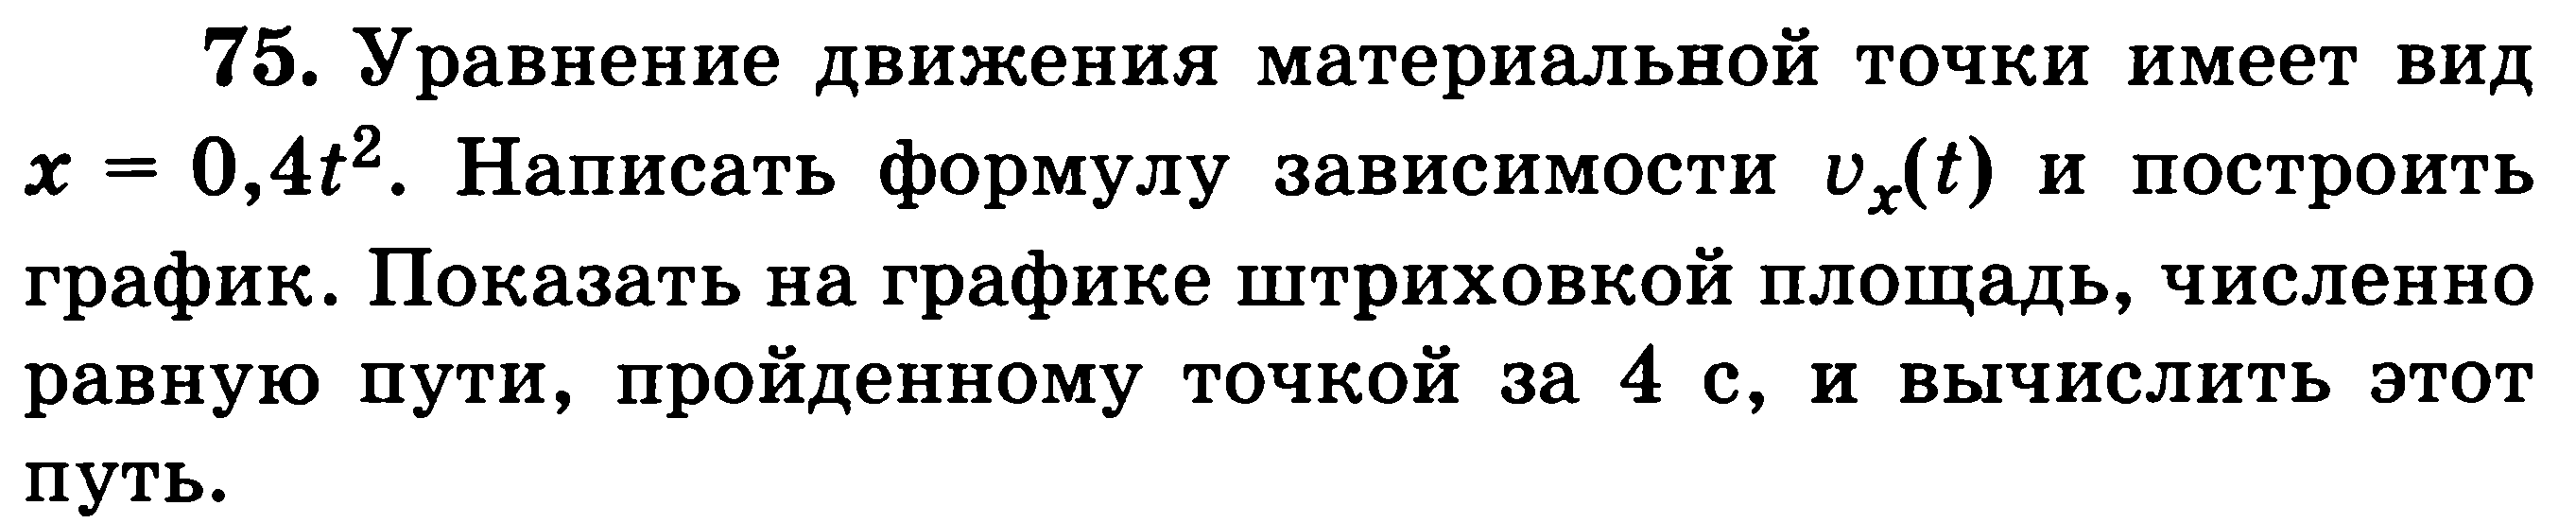 75. Уравнение движения материальной точки имеет вид
x = 0,4t². Написать формулу зависимости vₓ(t) и построить
график. Показать на графике штриховкой площадь, численно
равную пути, пройденному точкой за 4 с, и вычислить этот
путь.